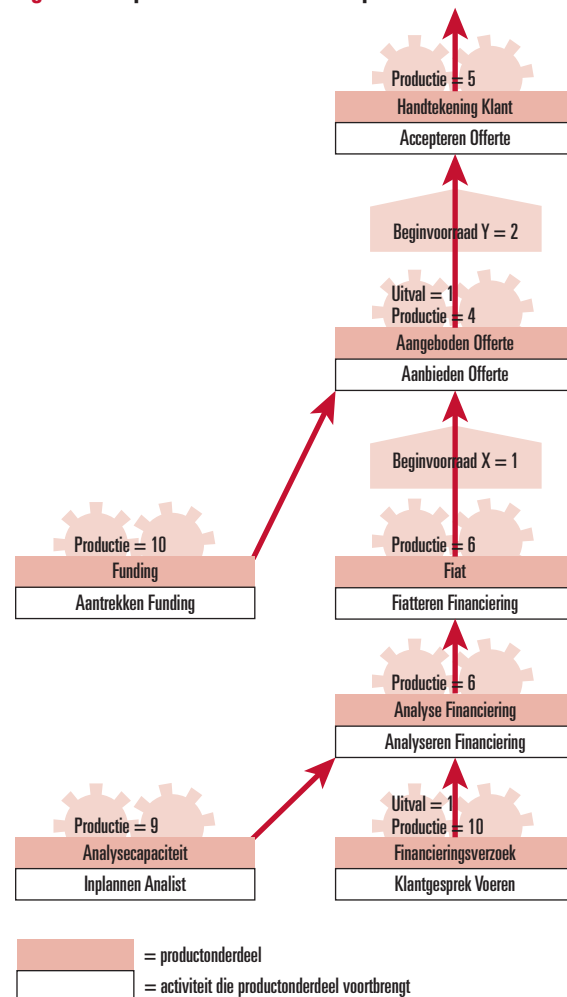 Productie = 5
Handtekening Klant
Accepteren Offerte
Beginvoorraad Y = 2
Uitval = 1
Productie = 4
Aangeboden Offerte
Aanbieden Offerte
Beginvoorraad X = 1
Productie = 10
Funding
Aantrekken Funding
Productie = 6
Fiat
Fiatteren Financiering
Productie = 6
Analyse Financiering
Analyseren Financiering
Productie = 9
Analysecapaciteit
Inplannen Analist
Uitval = 1
Productie = 10
Financieringsverzoek
Klantgesprek Voeren
= productonderdeel
= activiteit die productonderdeel voortbrengt